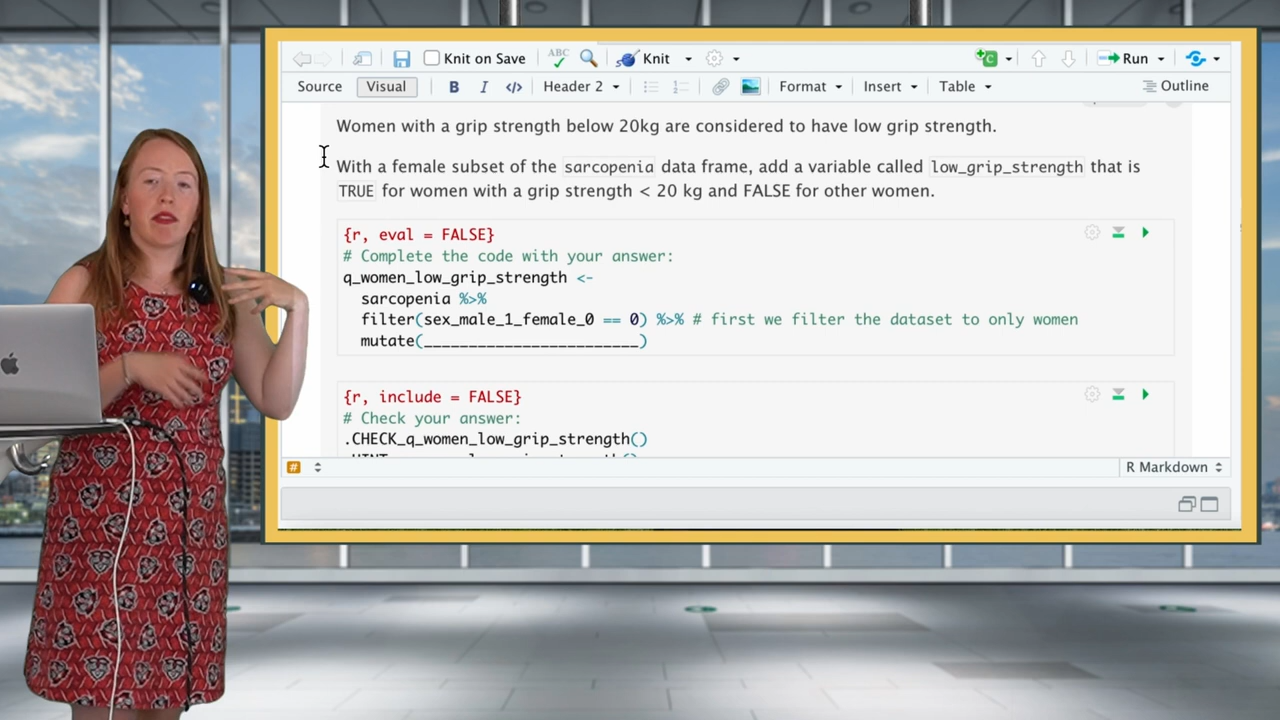 Knit on Save
ABC
Knit
Run
Source
Visual
B
I
</>
Header 2
Format
Insert
Table
Outline
Women with a grip strength below 20kg are considered to have low grip strength.
With a female subset of the sarcopenia data frame, add a variable called low_grip_strength that is
TRUE for women with a grip strength < 20 kg and FALSE for other women.
{r, eval = FALSE}
# Complete the code with your answer:
q_women_low_grip_strength <-
sarcopenia %>%
filter(sex_male_1_female_0 == 0) %>% # first we filter the dataset to only women
mutate(________________________)
{r, include = FALSE}
# Check your answer:
.CHECK_q_women_low_grip_strength()
#
R Markdown